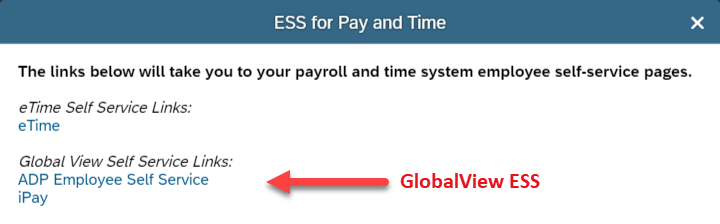 ESS for Pay and Time
The links below will take you to your payroll and time system employee self-service pages.
eTime Self Service Links:
eTime
Global View Self Service Links:
ADP Employee Self Service
GlobalView ESS
iPay